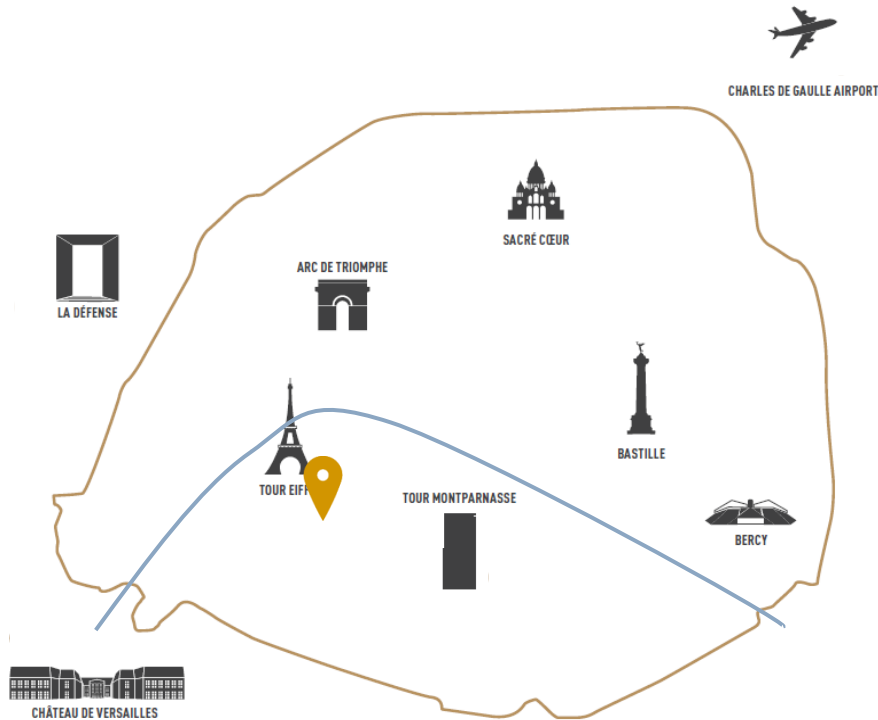 CHARLES DE GAULLE AIRPORT
SACRÉ CŒUR
ARC DE TRIOMPHE
LA DÉFENSE
BASTILLE
TOUR EIFF
TOUR MONTPARNASSE
BERCY
CHÂTEAU DE VERSAILLES